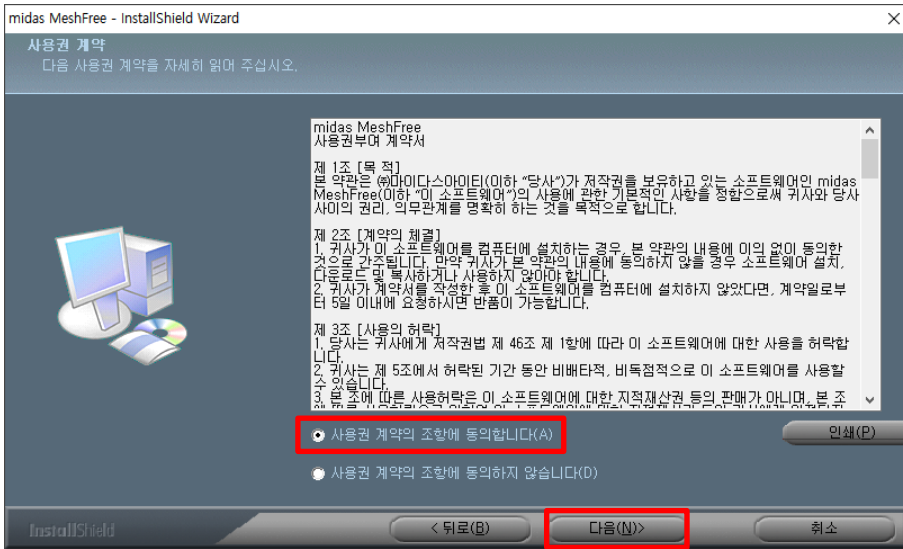 midas MeshFree - InstallShield Wizard
사용권 계약
다음 사용권 계약을 자세히 읽어 주십시오.
midas MeshFree
사용권부여 계약서
제 1조 [목 적]
본 약관은 ㈜마이다스아이티(이하 “당사”)가 저작권을 보유하고 있는 소프트웨어인 midas
MeshFree(이하 “이 소프트웨어”)의 사용에 관한 기본적인 사항을 정함으로써 귀사와 당사
사이의 권리, 의무관계를 명확히 하는 것을 목적으로 합니다.
제 2조 [계약의 체결]
1. 귀사가 이 소프트웨어를 컴퓨터에 설치하는 경우, 본 약관의 내용에 이의 없이 동의한
것으로 간주됩니다. 만약 귀사가 본 약관의 내용에 동의하지 않을 경우 소프트웨어 설치,
다운로드 및 복사하거나 사용하지 않아야 합니다.
2. 귀사가 계약서를 작성한 후 이 소프트웨어를 컴퓨터에 설치하지 않았다면, 계약일로부
터 5일 이내에 요청하시면 반품이 가능합니다.
제 3조 [사용의 허락]
1. 당사는 귀사에게 저작권법 제 46조 제 1항에 따라 이 소프트웨어에 대한 사용을 허락합
니다.
2. 귀사는 제 5조에서 허락된 기간 동안 비배타적, 비독점적으로 이 소프트웨어를 사용할
수 있습니다.
3. 본 조에 따른 사용허락은 이 소프트웨어에 대한 지적재산권 등의 판매가 아니며, 본 조
사용권 계약의 조항에 동의합니다(A)
인쇄(P)
사용권 계약의 조항에 동의하지 않습니다(D)
InstallShield
< 뒤로(B)
다음(N)>
취소